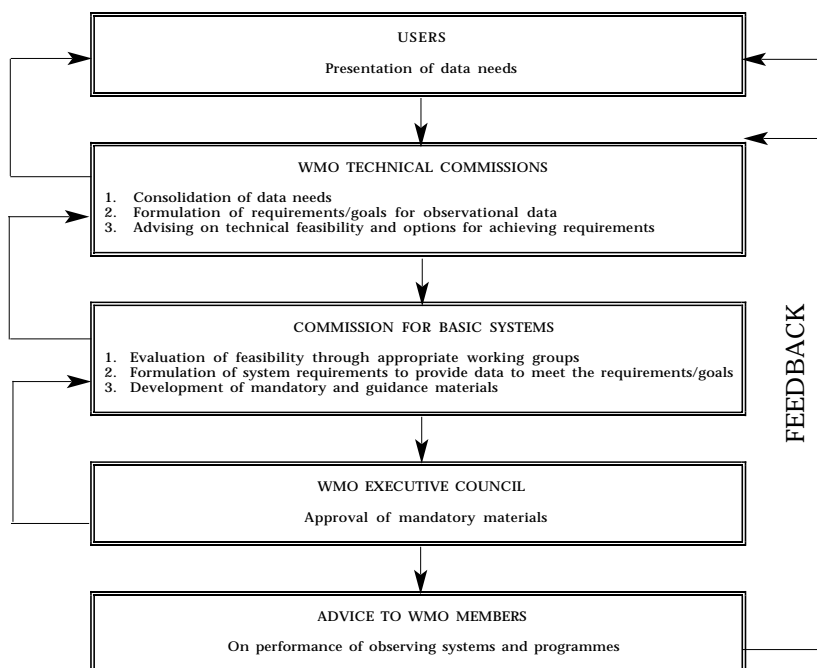 USERS
Presentation of data needs
WMO TECHNICAL COMMISSIONS
1. Consolidation of data needs
2. Formulation of requirements/goals for observational data
3. Advising on technical feasibility and options for achieving requirements
COMMISSION FOR BASIC SYSTEMS
1. Evaluation of feasibility through appropriate working groups
2. Formulation of system requirements to provide data to meet the requirements/goals
3. Development of mandatory and guidance materials
WMO EXECUTIVE COUNCIL
Approval of mandatory materials
ADVICE TO WMO MEMBERS
On performance of observing systems and programmes
FEEDBACK